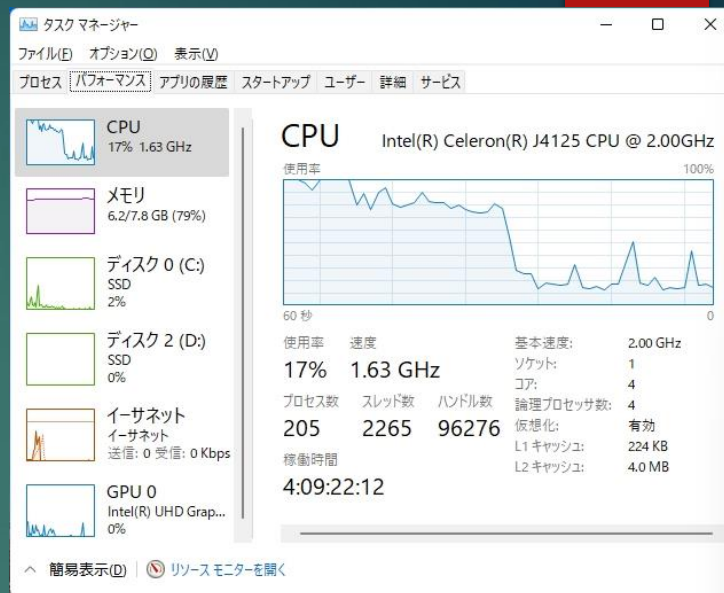 タスク マネージャー
ファイル(F) オプション(O) 表示(V)
プロセス パフォーマンス アプリの履歴 スタートアップ ユーザー 詳細 サービス
CPU
17% 1.63 GHz
メモリ
6.2/7.8 GB (79%)
ディスク 0 (C:)
SSD
2%
ディスク 2 (D:)
SSD
0%
イーサネット
イーサネット
送信: 0 受信: 0 Kbps
GPU 0
Intel(R) UHD Grap...
0%
CPU Intel(R) Celeron(R) J4125 CPU @ 2.00GHz
使用率 100%
60 秒 0
使用率 速度
17% 1.63 GHz
プロセス数 スレッド数 ハンドル数
205 2265 96276
稼働時間
4:09:22:12
基本速度: 2.00 GHz
ソケット: 1
コア: 4
論理プロセッサ数: 4
仮想化: 有効
L1 キャッシュ: 224 KB
L2 キャッシュ: 4.0 MB
簡易表示(D) リソース モニターを開く